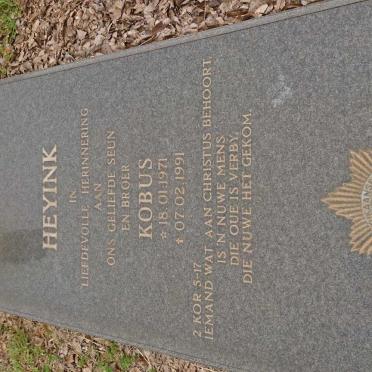 HEYINK
IN
LIEFDEVOLLE HERINNERING
AAN
ONS GELIEFDE SEUN
EN BROER
KOBUS
☆ 18.01.1971
✝ 07.02.1991
2 KOR 5-17
IEMAND WAT AAN CHRISTUS BEHOORT,
IS 'N NUWE MENS
DIE OUE IS VERBY,
DIE NUWE HET GEKOM.